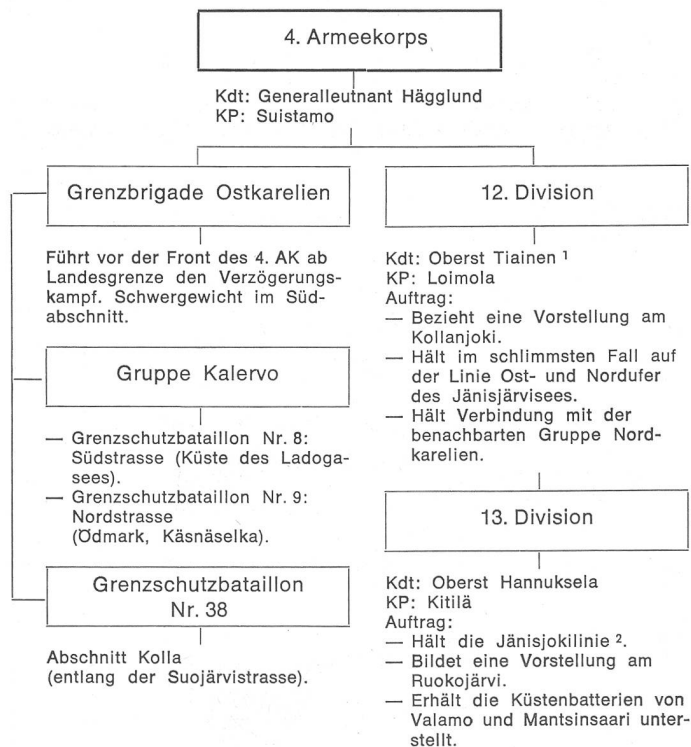 4. Armeekorps
Kdt: Generalleutnant Hägglund
KP: Suistamo
Grenzbrigade Ostkarelien
Führt vor der Front des 4. AK ab
Landesgrenze den Verzögerungs-
kampf. Schwergewicht im Süd-
abschnitt.
Gruppe Kalervo
— Grenzschutzbataillon Nr. 8:
Südstrasse (Küste des Ladoga-
sees).
— Grenzschutzbataillon Nr. 9:
Nordstrasse
(Ödmark, Käsnäselka).
Grenzschutzbataillon
Nr. 38
Abschnitt Kolla
(entlang der Suojärvistrasse).
12. Division
Kdt: Oberst Tiainen ¹
KP: Loimola
Auftrag:
— Bezieht eine Vorstellung am
Kollanjoki.
— Hält im schlimmsten Fall auf
der Linie Ost- und Nordufer
des Jänisjärvisees.
— Hält Verbindung mit der
benachbarten Gruppe Nord-
karelien.
13. Division
Kdt: Oberst Hannuksela
KP: Kitilä
Auftrag:
— Hält die Jänisjokilinie ².
— Bildet eine Vorstellung am
Ruokojärvi.
— Erhält die Küstenbatterien von
Valamo und Mantsinsaari unter-
stellt.